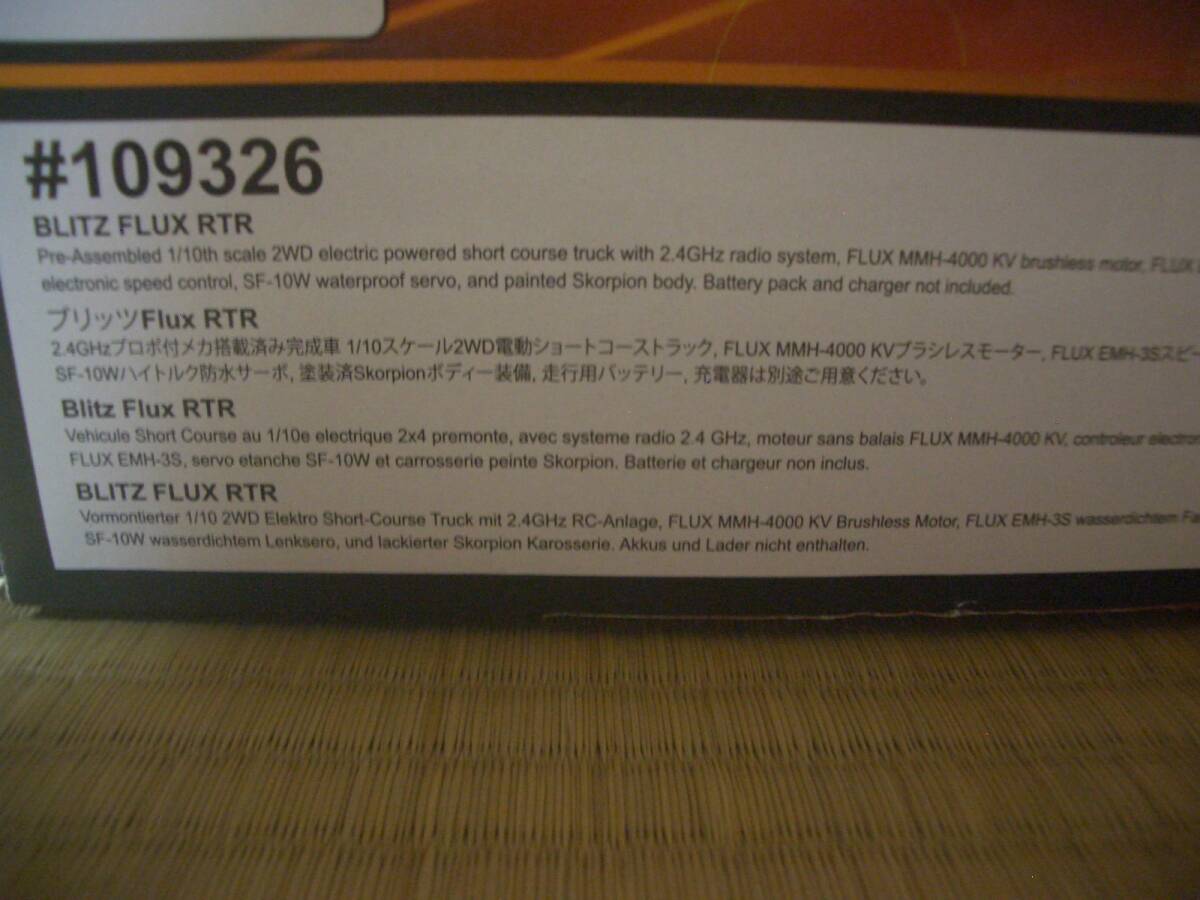 #109326
BLITZ FLUX RTR
Pre-Assembled 1/10th scale 2WD electric powered short course truck with 2.4GHz radio system, FLUX MMH-4000 KV brushless motor, FLUX
electronic speed control, SF-10W waterproof servo, and painted Skorpion body. Battery pack and charger not included.
ブリッツFlux RTR
2.4GHzプロポ付メカ搭載済み完成車 1/10スケール2WD電動ショートコーストラック, FLUX MMH-4000 KVブラシレスモーター, FLUX EMH-3Sスピー
SF-10Wハイトルク防水サーボ, 塗装済Skorpionボディー装備, 走行用バッテリー, 充電器は別途ご用意ください。
Blitz Flux RTR
Vehicule Short Course au 1/10e electrique 2x4 premonte, avec systeme radio 2.4 GHz, moteur sans balais FLUX MMH-4000 KV, controleur electron
FLUX EMH-3S, servo etanche SF-10W et carrosserie peinte Skorpion. Batterie et chargeur non inclus.
BLITZ FLUX RTR
Vormontierter 1/10 2WD Elektro Short-Course Truck mit 2.4GHz RC-Anlage, FLUX MMH-4000 KV Brushless Motor, FLUX EMH-3S wasserdichtem Fa
SF-10W wasserdichtem Lenksero, und lackierter Skorpion Karosserie. Akkus und Lader nicht enthalten.